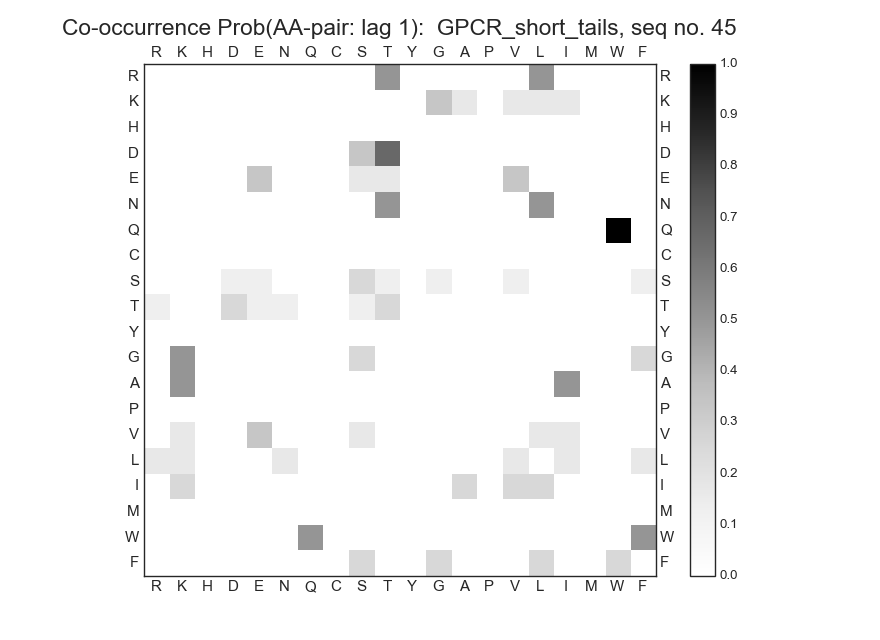 Co-occurrence Prob(AA-pair: lag 1):  GPCR_short_tails, seq no. 45
R K H D E N Q C S T Y G A P V L I M W F
R R
K K
H H
D D
E E
N N
Q Q
C C
S S
T T
Y Y
G G
A A
P P
V V
L L
I I
M M
W W
F F
R K H D E N Q C S T Y G A P V L I M W F
1.0
0.9
0.8
0.7
0.6
0.5
0.4
0.3
0.2
0.1
0.0